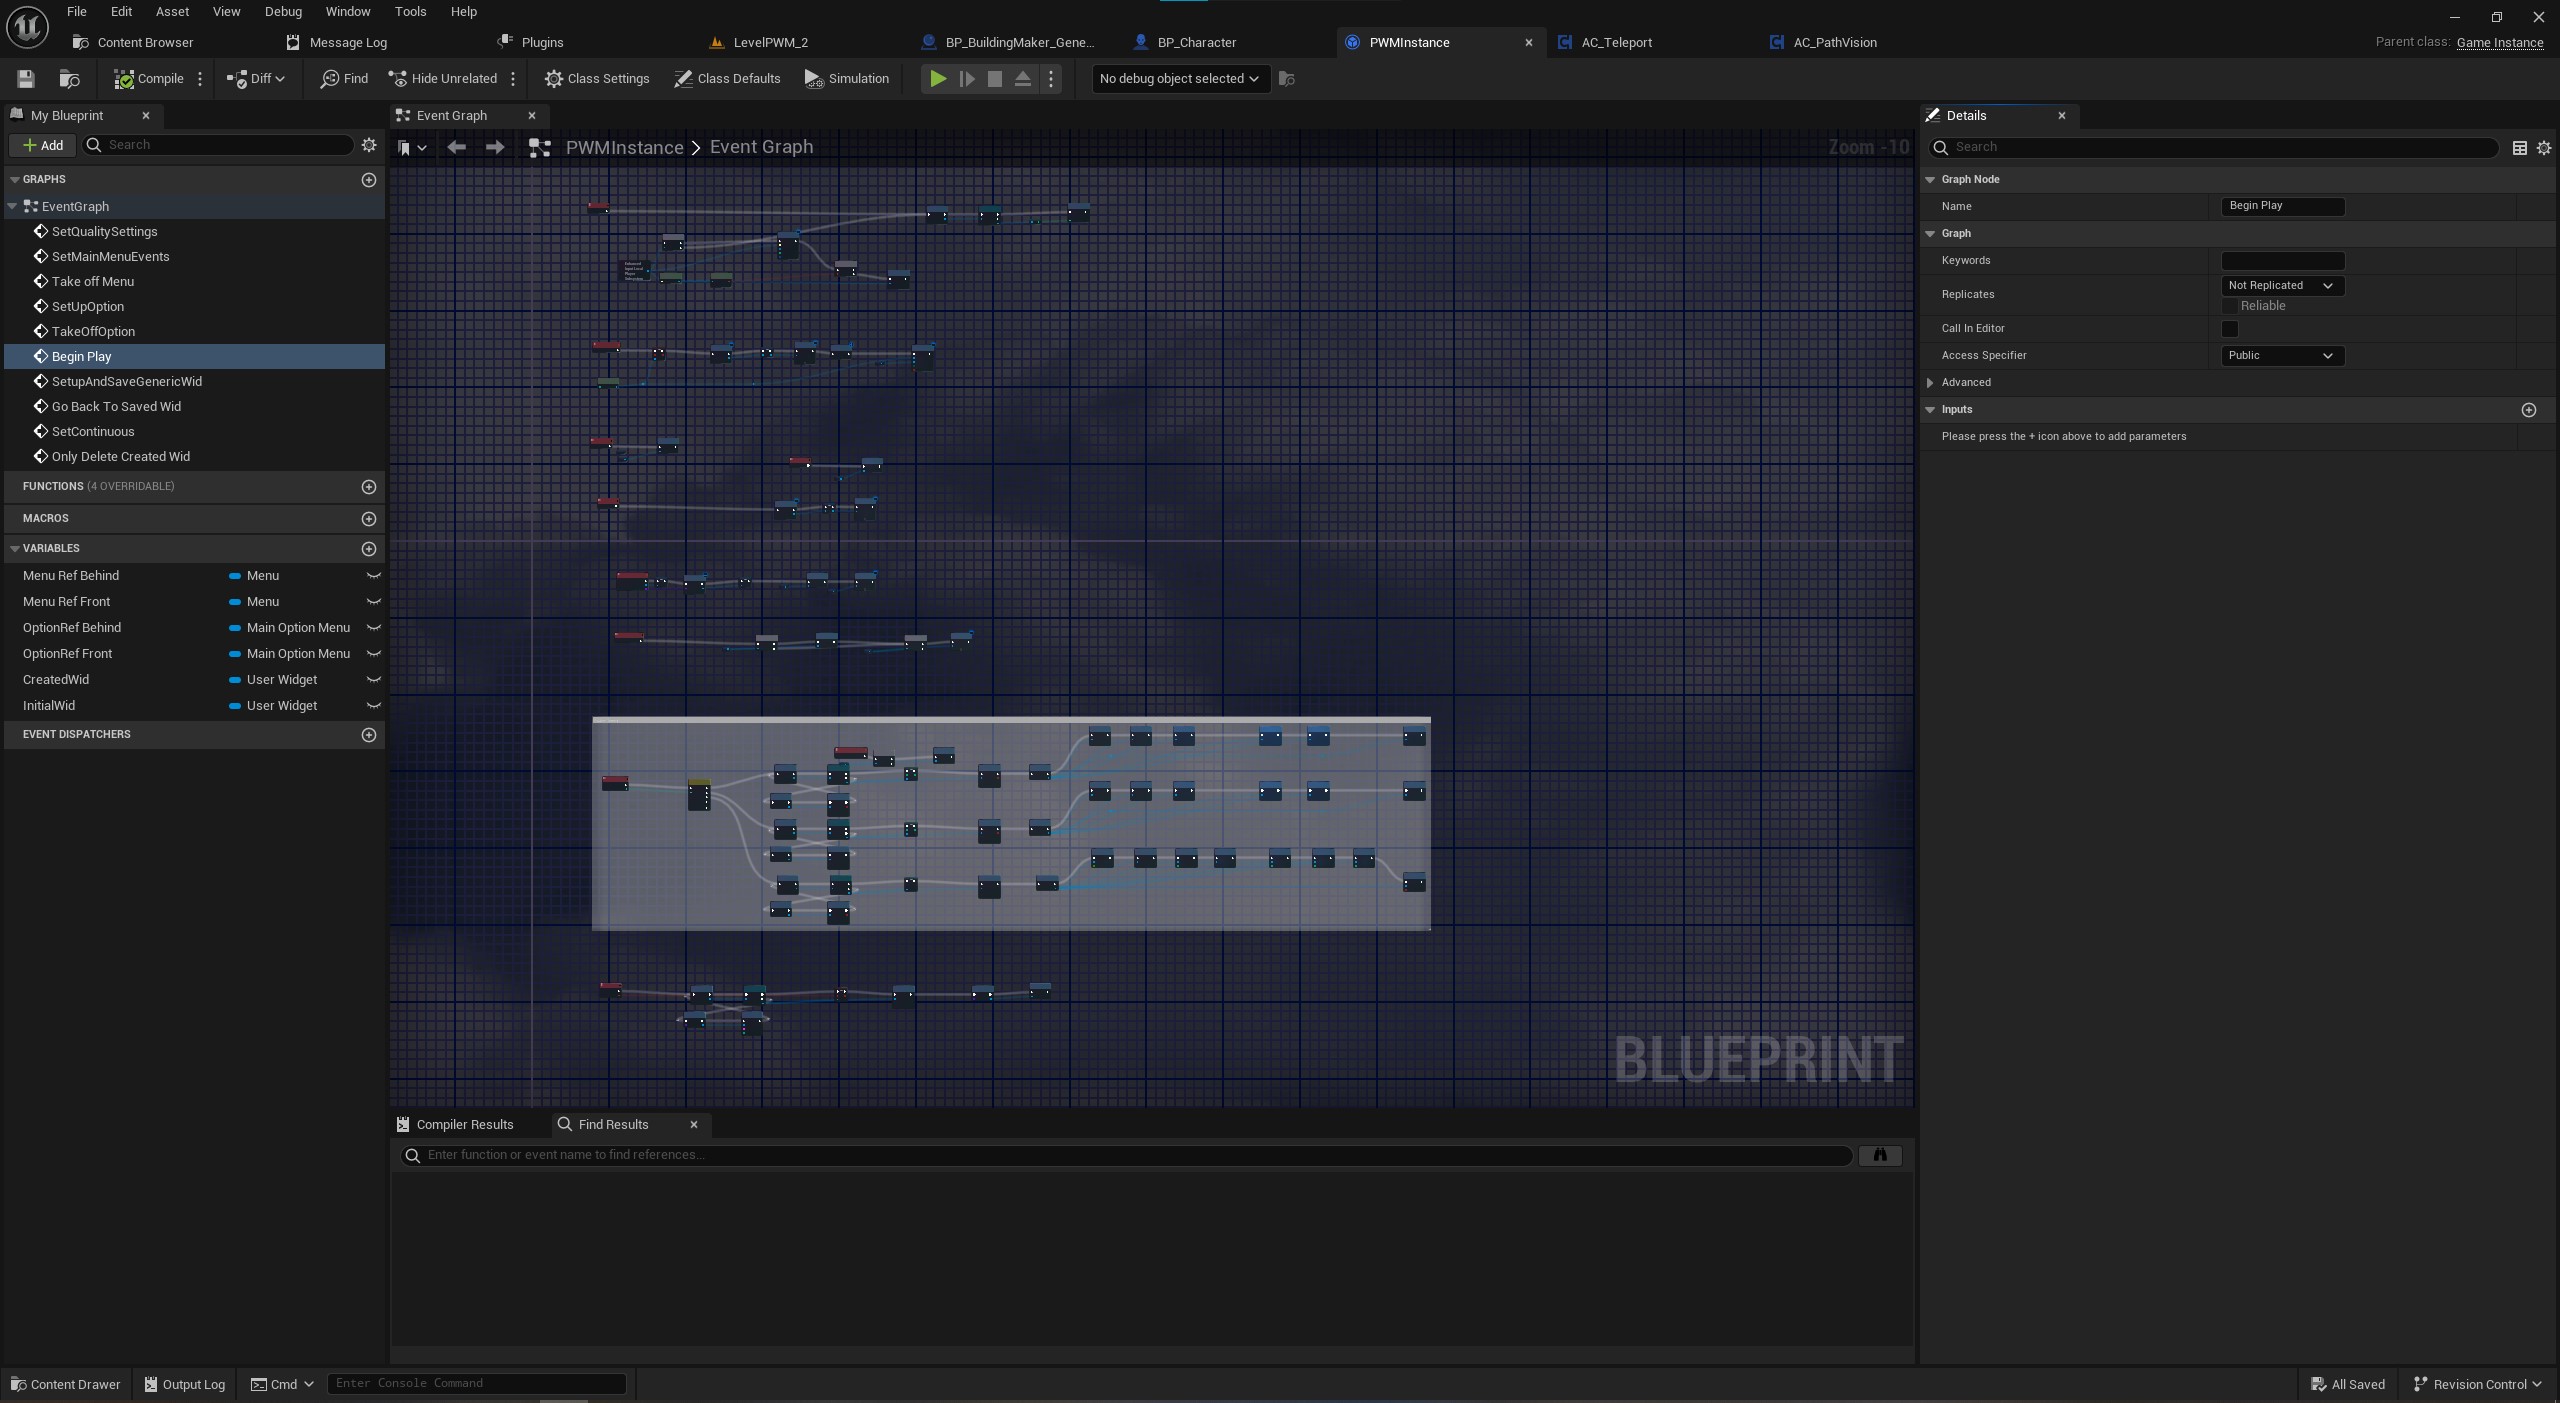 File Edit Asset View Debug Window Tools Help
Content Browser Message Log Plugins LevelPWM_2 BP_BuildingMaker_Gene... BP_Character PWMInstance AC_Teleport AC_PathVision Parent class: Game Instance
Compile Diff Find Hide Unrelated Class Settings Class Defaults Simulation No debug object selected
My Blueprint
Add Search
GRAPHS
EventGraph
SetQualitySettings
SetMainMenuEvents
Take off Menu
SetUpOption
TakeOffOption
Begin Play
SetupAndSaveGenericWid
Go Back To Saved Wid
SetContinuous
Only Delete Created Wid
FUNCTIONS (4 OVERRIDABLE)
MACROS
VARIABLES
Menu Ref Behind Menu
Menu Ref Front Menu
OptionRef Behind Main Option Menu
OptionRef Front Main Option Menu
CreatedWid User Widget
InitialWid User Widget
EVENT DISPATCHERS
Event Graph
PWMInstance > Event Graph Zoom -10
BLUEPRINT
Compiler Results Find Results
Enter function or event name to find references...
Details
Search
Graph Node
Name Begin Play
Graph
Keywords
Replicates Not Replicated
Reliable
Call In Editor
Access Specifier Public
Advanced
Inputs
Please press the + icon above to add parameters
Content Drawer Output Log Cmd Enter Console Command All Saved Revision Control